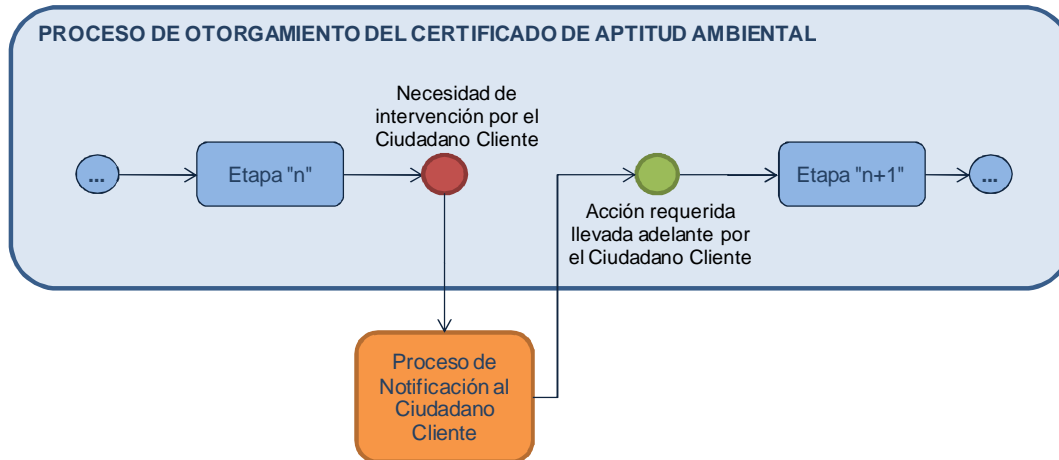 PROCESO DE OTORGAMIENTO DEL CERTIFICADO DE APTITUD AMBIENTAL
Necesidad de
intervención por el
Ciudadano Cliente
...
Etapa "n"
Etapa "n+1"
...
Acción requerida
llevada adelante por
el Ciudadano Cliente
Proceso de
Notificación al
Ciudadano
Cliente